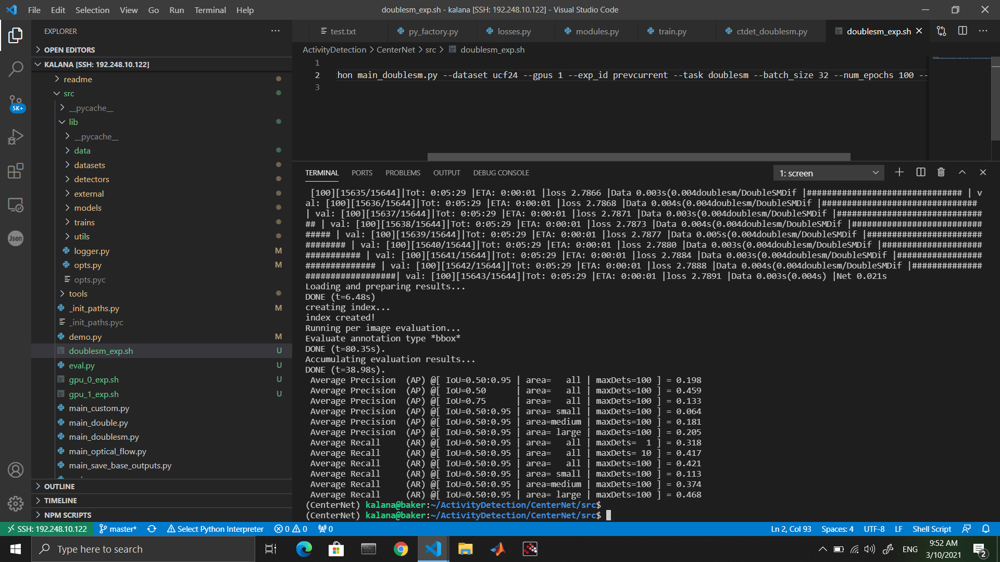 File Edit Selection View Go Run Terminal Help
doublesm_exp.sh - kalana [SSH: 192.248.10.122] - Visual Studio Code
EXPLORER
OPEN EDITORS
KALANA [SSH: 192.248.10.122]
readme
src
__pycache__
lib
__pycache__
data
datasets
detectors
external
models
trains
utils
logger.py M
opts.py M
opts.pyc
tools
_init_paths.py M
_init_paths.pyc
demo.py M
doublesm_exp.sh U
eval.py U
gpu_0_exp.sh U
gpu_1_exp.sh U
main_custom.py
main_double.py
main_doublesm.py
main_optical_flow.py
main_save_base_outputs.py
OUTLINE
TIMELINE
NPM SCRIPTS
5K+
Json
test.txt py_factory.py losses.py modules.py train.py ctdet_doublesm.py doublesm_exp.sh
ActivityDetection > CenterNet > src > doublesm_exp.sh
1
2 hon main_doublesm.py --dataset ucf24 --gpus 1 --exp_id prevcurrent --task doublesm --batch_size 32 --num_epochs 100 --
3
TERMINAL PORTS PROBLEMS OUTPUT DEBUG CONSOLE
1: screen
[100][15635/15644]|Tot: 0:05:29 |ETA: 0:00:01 |loss 2.7866 |Data 0.003s(0.004doublesm/DoubleSMDif |############################### | v
al: [100][15636/15644]|Tot: 0:05:29 |ETA: 0:00:01 |loss 2.7868 |Data 0.004s(0.004doublesm/DoubleSMDif |###############################
| val: [100][15637/15644]|Tot: 0:05:29 |ETA: 0:00:01 |loss 2.7871 |Data 0.003s(0.004doublesm/DoubleSMDif |#############################
## | val: [100][15638/15644]|Tot: 0:05:29 |ETA: 0:00:01 |loss 2.7873 |Data 0.004s(0.004doublesm/DoubleSMDif |##########################
##### | val: [100][15639/15644]|Tot: 0:05:29 |ETA: 0:00:01 |loss 2.7877 |Data 0.005s(0.004doublesm/DoubleSMDif |#######################
######## | val: [100][15640/15644]|Tot: 0:05:29 |ETA: 0:00:01 |loss 2.7880 |Data 0.003s(0.004doublesm/DoubleSMDif |####################
########### | val: [100][15641/15644]|Tot: 0:05:29 |ETA: 0:00:01 |loss 2.7884 |Data 0.003s(0.004doublesm/DoubleSMDif |#################
############## | val: [100][15642/15644]|Tot: 0:05:29 |ETA: 0:00:01 |loss 2.7888 |Data 0.004s(0.004doublesm/DoubleSMDif |##############
##################| val: [100][15643/15644]|Tot: 0:05:29 |ETA: 0:00:01 |loss 2.7891 |Data 0.003s(0.004s) |Net 0.021s
Loading and preparing results...
DONE (t=6.48s)
creating index...
index created!
Running per image evaluation...
Evaluate annotation type *bbox*
DONE (t=80.35s).
Accumulating evaluation results...
DONE (t=38.98s).
Average Precision (AP) @[ IoU=0.50:0.95 | area= all | maxDets=100 ] = 0.198
Average Precision (AP) @[ IoU=0.50 | area= all | maxDets=100 ] = 0.459
Average Precision (AP) @[ IoU=0.75 | area= all | maxDets=100 ] = 0.133
Average Precision (AP) @[ IoU=0.50:0.95 | area= small | maxDets=100 ] = 0.064
Average Precision (AP) @[ IoU=0.50:0.95 | area=medium | maxDets=100 ] = 0.181
Average Precision (AP) @[ IoU=0.50:0.95 | area= large | maxDets=100 ] = 0.205
Average Recall (AR) @[ IoU=0.50:0.95 | area= all | maxDets= 1 ] = 0.318
Average Recall (AR) @[ IoU=0.50:0.95 | area= all | maxDets= 10 ] = 0.417
Average Recall (AR) @[ IoU=0.50:0.95 | area= all | maxDets=100 ] = 0.421
Average Recall (AR) @[ IoU=0.50:0.95 | area= small | maxDets=100 ] = 0.113
Average Recall (AR) @[ IoU=0.50:0.95 | area=medium | maxDets=100 ] = 0.374
Average Recall (AR) @[ IoU=0.50:0.95 | area= large | maxDets=100 ] = 0.468
(CenterNet) kalana@baker:~/ActivityDetection/CenterNet/src$
(CenterNet) kalana@baker:~/ActivityDetection/CenterNet/src$
SSH: 192.248.10.122 master* Select Python Interpreter 0 0 0 Ln 2, Col 93 Spaces: 4 UTF-8 LF Shell Script
Type here to search
ENG
9:52 AM
3/10/2021
2